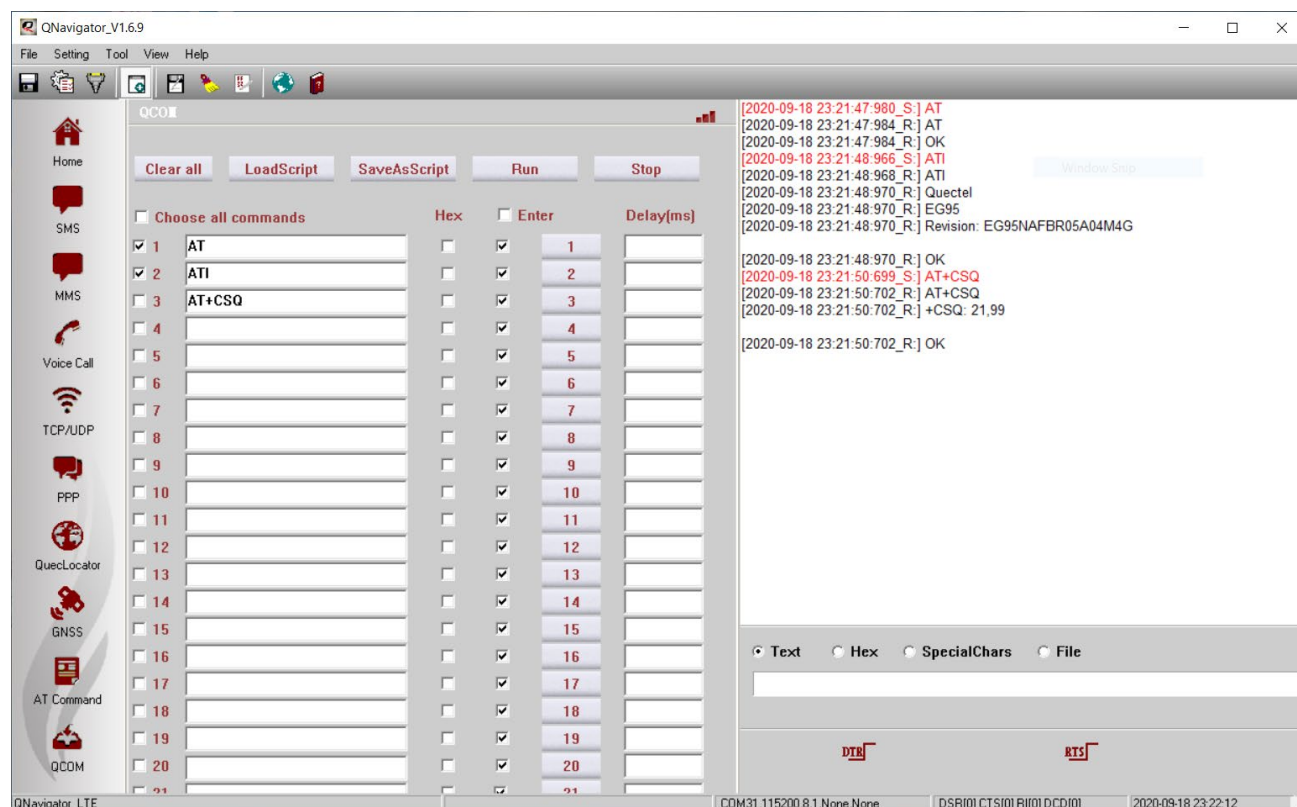 QNavigator_V1.6.9
File Setting Tool View Help
Home
SMS
MMS
Voice Call
TCP/UDP
PPP
QuecLocator
GNSS
AT Command
QCOM
QCOM
Clear all LoadScript SaveAsScript Run Stop
Choose all commands Hex Enter Delay(ms)
1 AT 1
2 ATI 2
3 AT+CSQ 3
4 4
5 5
6 6
7 7
8 8
9 9
10 10
11 11
12 12
13 13
14 14
15 15
16 16
17 17
18 18
19 19
20 20
21 21
[2020-09-18 23:21:47:980_S:] AT
[2020-09-18 23:21:47:984_R:] AT
[2020-09-18 23:21:47:984_R:] OK
[2020-09-18 23:21:48:966_S:] ATI
[2020-09-18 23:21:48:968_R:] ATI
[2020-09-18 23:21:48:970_R:] Quectel
[2020-09-18 23:21:48:970_R:] EG95
[2020-09-18 23:21:48:970_R:] Revision: EG95NAFBR05A04M4G
[2020-09-18 23:21:48:970_R:] OK
[2020-09-18 23:21:50:699_S:] AT+CSQ
[2020-09-18 23:21:50:702_R:] AT+CSQ
[2020-09-18 23:21:50:702_R:] +CSQ: 21,99
[2020-09-18 23:21:50:702_R:] OK
Window Snip
Text Hex SpecialChars File
DTR RTS
QNavigator_LTE COM31 115200 8 1 None None DSR[0] CTS[0] RI[0] DCD[0] 2020-09-18 23:22:12